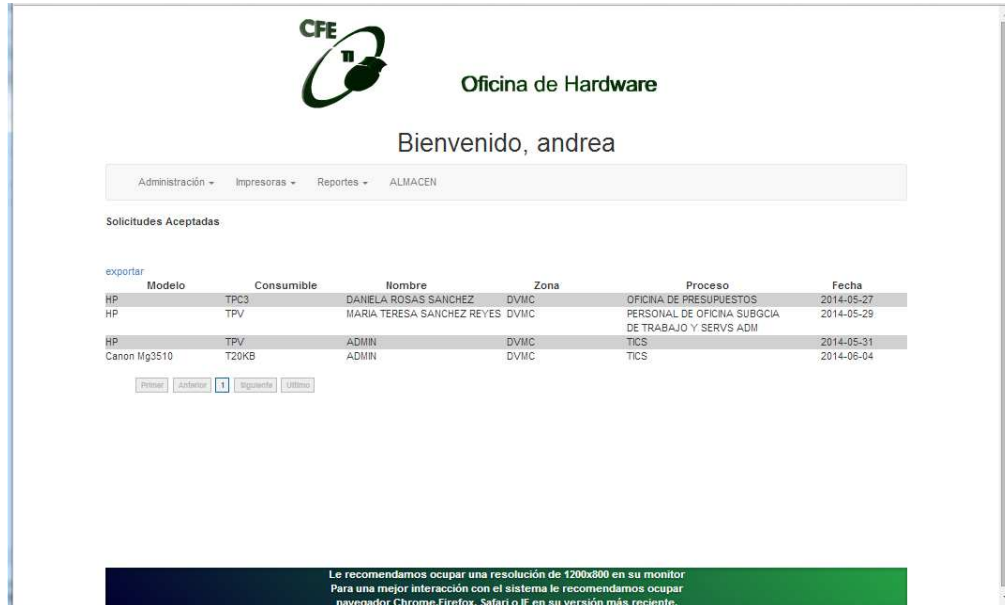 CFE
TI
Oficina de Hardware
Bienvenido, andrea
Administración Impresoras Reportes ALMACEN
Solicitudes Aceptadas
exportar
Modelo Consumible Nombre Zona Proceso Fecha
HP TPC3 DANIELA ROSAS SANCHEZ DVMC OFICINA DE PRESUPUESTOS 2014-05-27
HP TPV MARIA TERESA SANCHEZ REYES DVMC PERSONAL DE OFICINA SUBGCIA 2014-05-29
DE TRABAJO Y SERVS ADM
HP TPV ADMIN DVMC TICS 2014-05-31
Canon Mg3510 T20KB ADMIN DVMC TICS 2014-06-04
Primer Anterior 1 Siguiente Ultimo
Le recomendamos ocupar una resolución de 1200x800 en su monitor
Para una mejor interacción con el sistema le recomendamos ocupar
navegador Chrome,Firefox, Safari o IE en su versión más reciente.